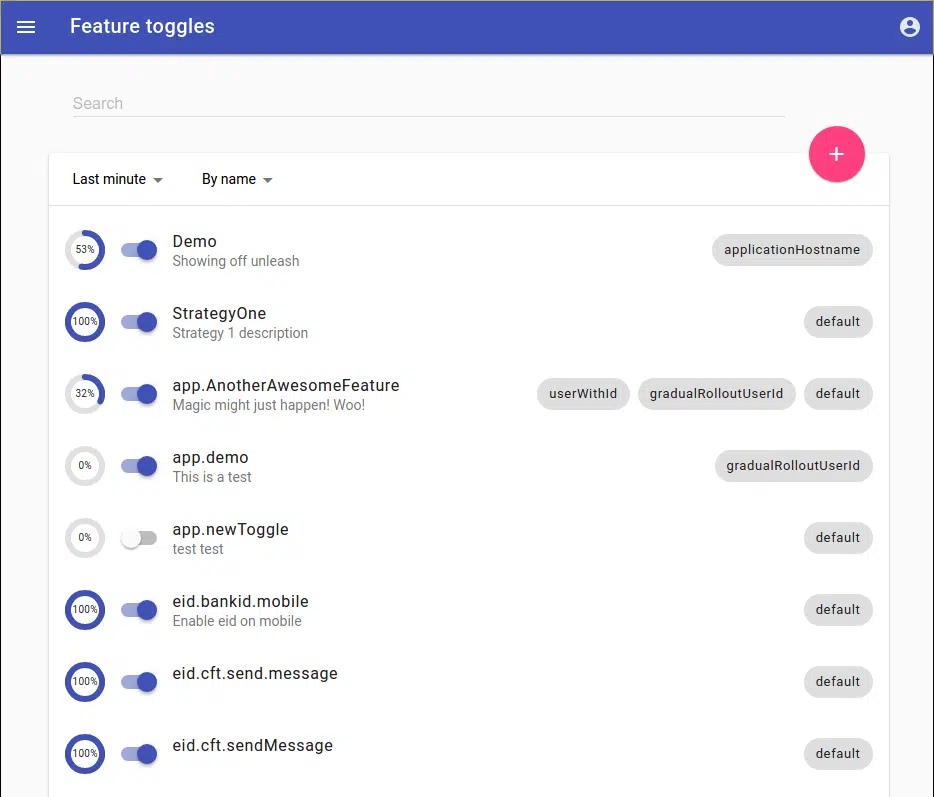 Feature toggles
Search
Last minute By name
53% Demo applicationHostname
Showing off unleash
100% StrategyOne default
Strategy 1 description
32% app.AnotherAwesomeFeature userWithId gradualRolloutUserId default
Magic might just happen! Woo!
0% app.demo gradualRolloutUserId
This is a test
0% app.newToggle default
test test
100% eid.bankid.mobile default
Enable eid on mobile
100% eid.cft.send.message default
100% eid.cft.sendMessage default